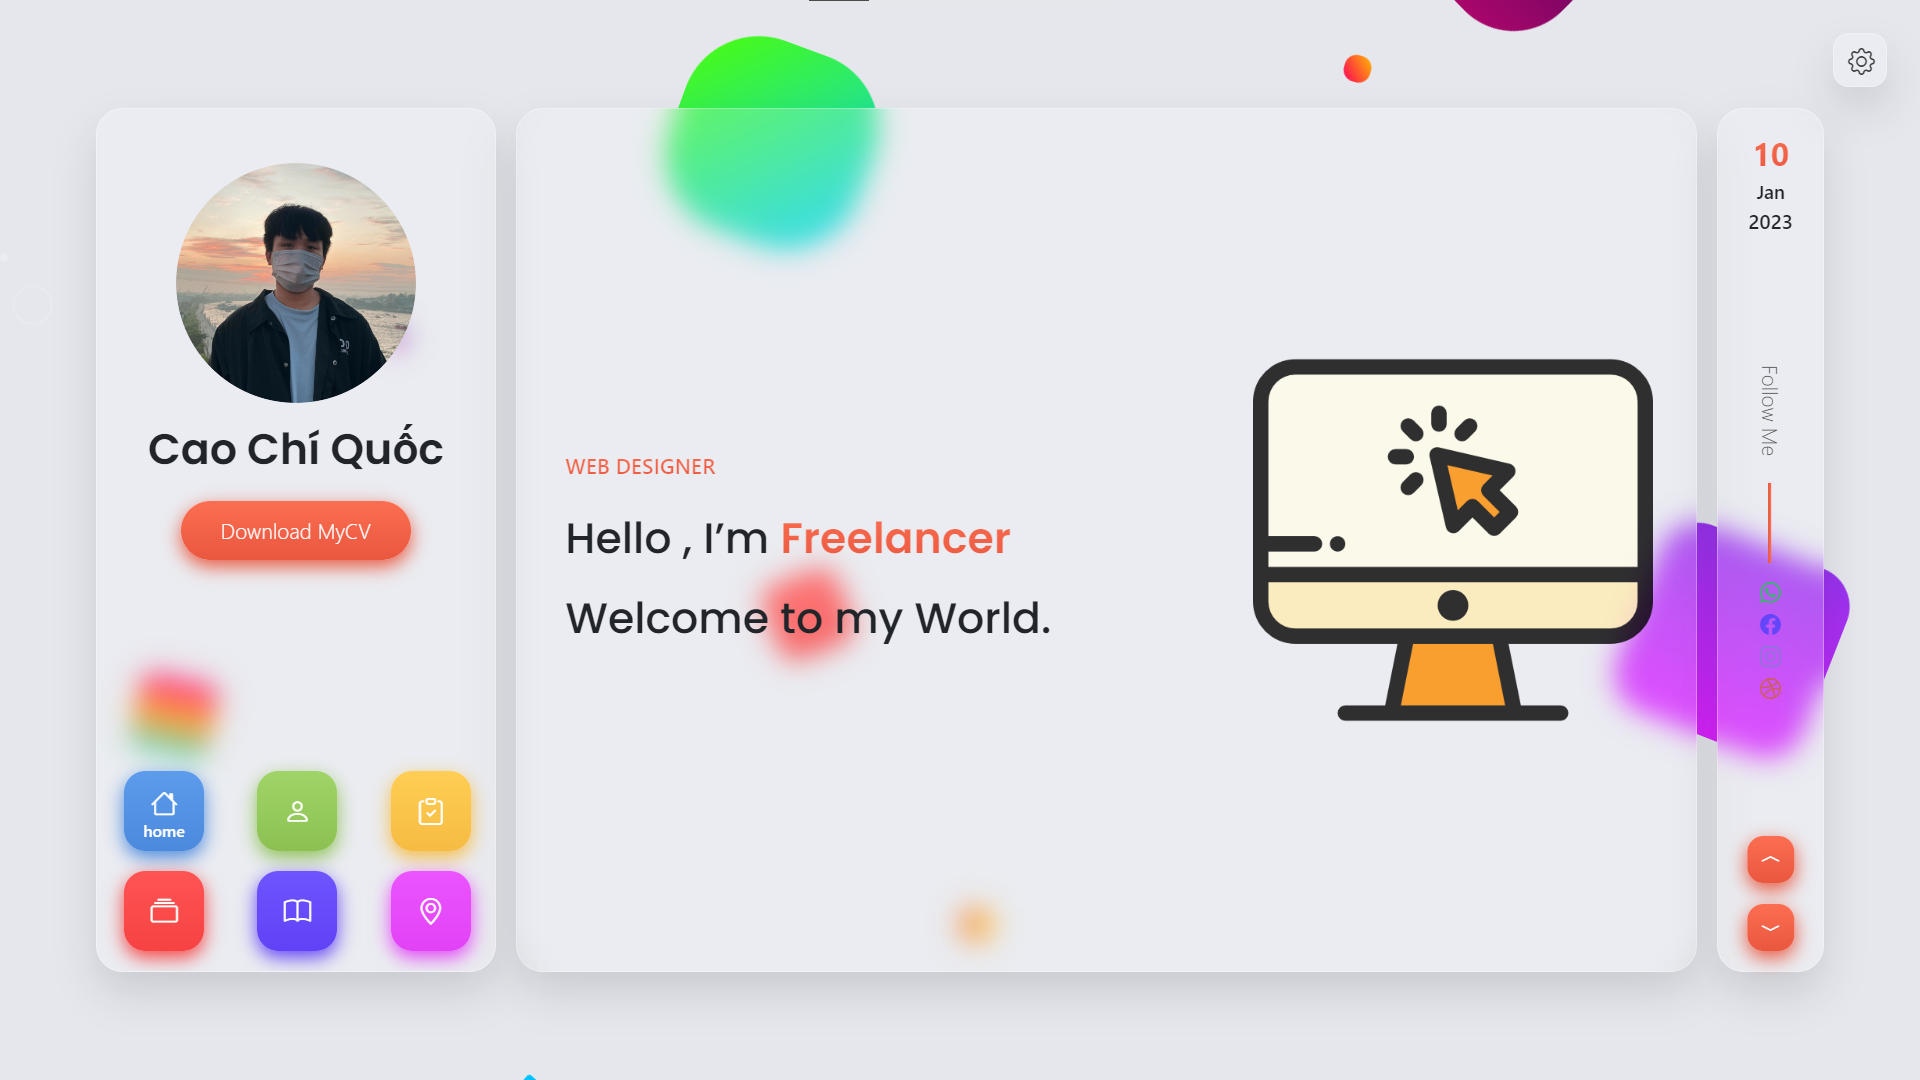 Cao Chí Quốc
Download MyCV
home
WEB DESIGNER
Hello , I’m Freelancer
Welcome to my World.
10
Jan
2023
Follow Me